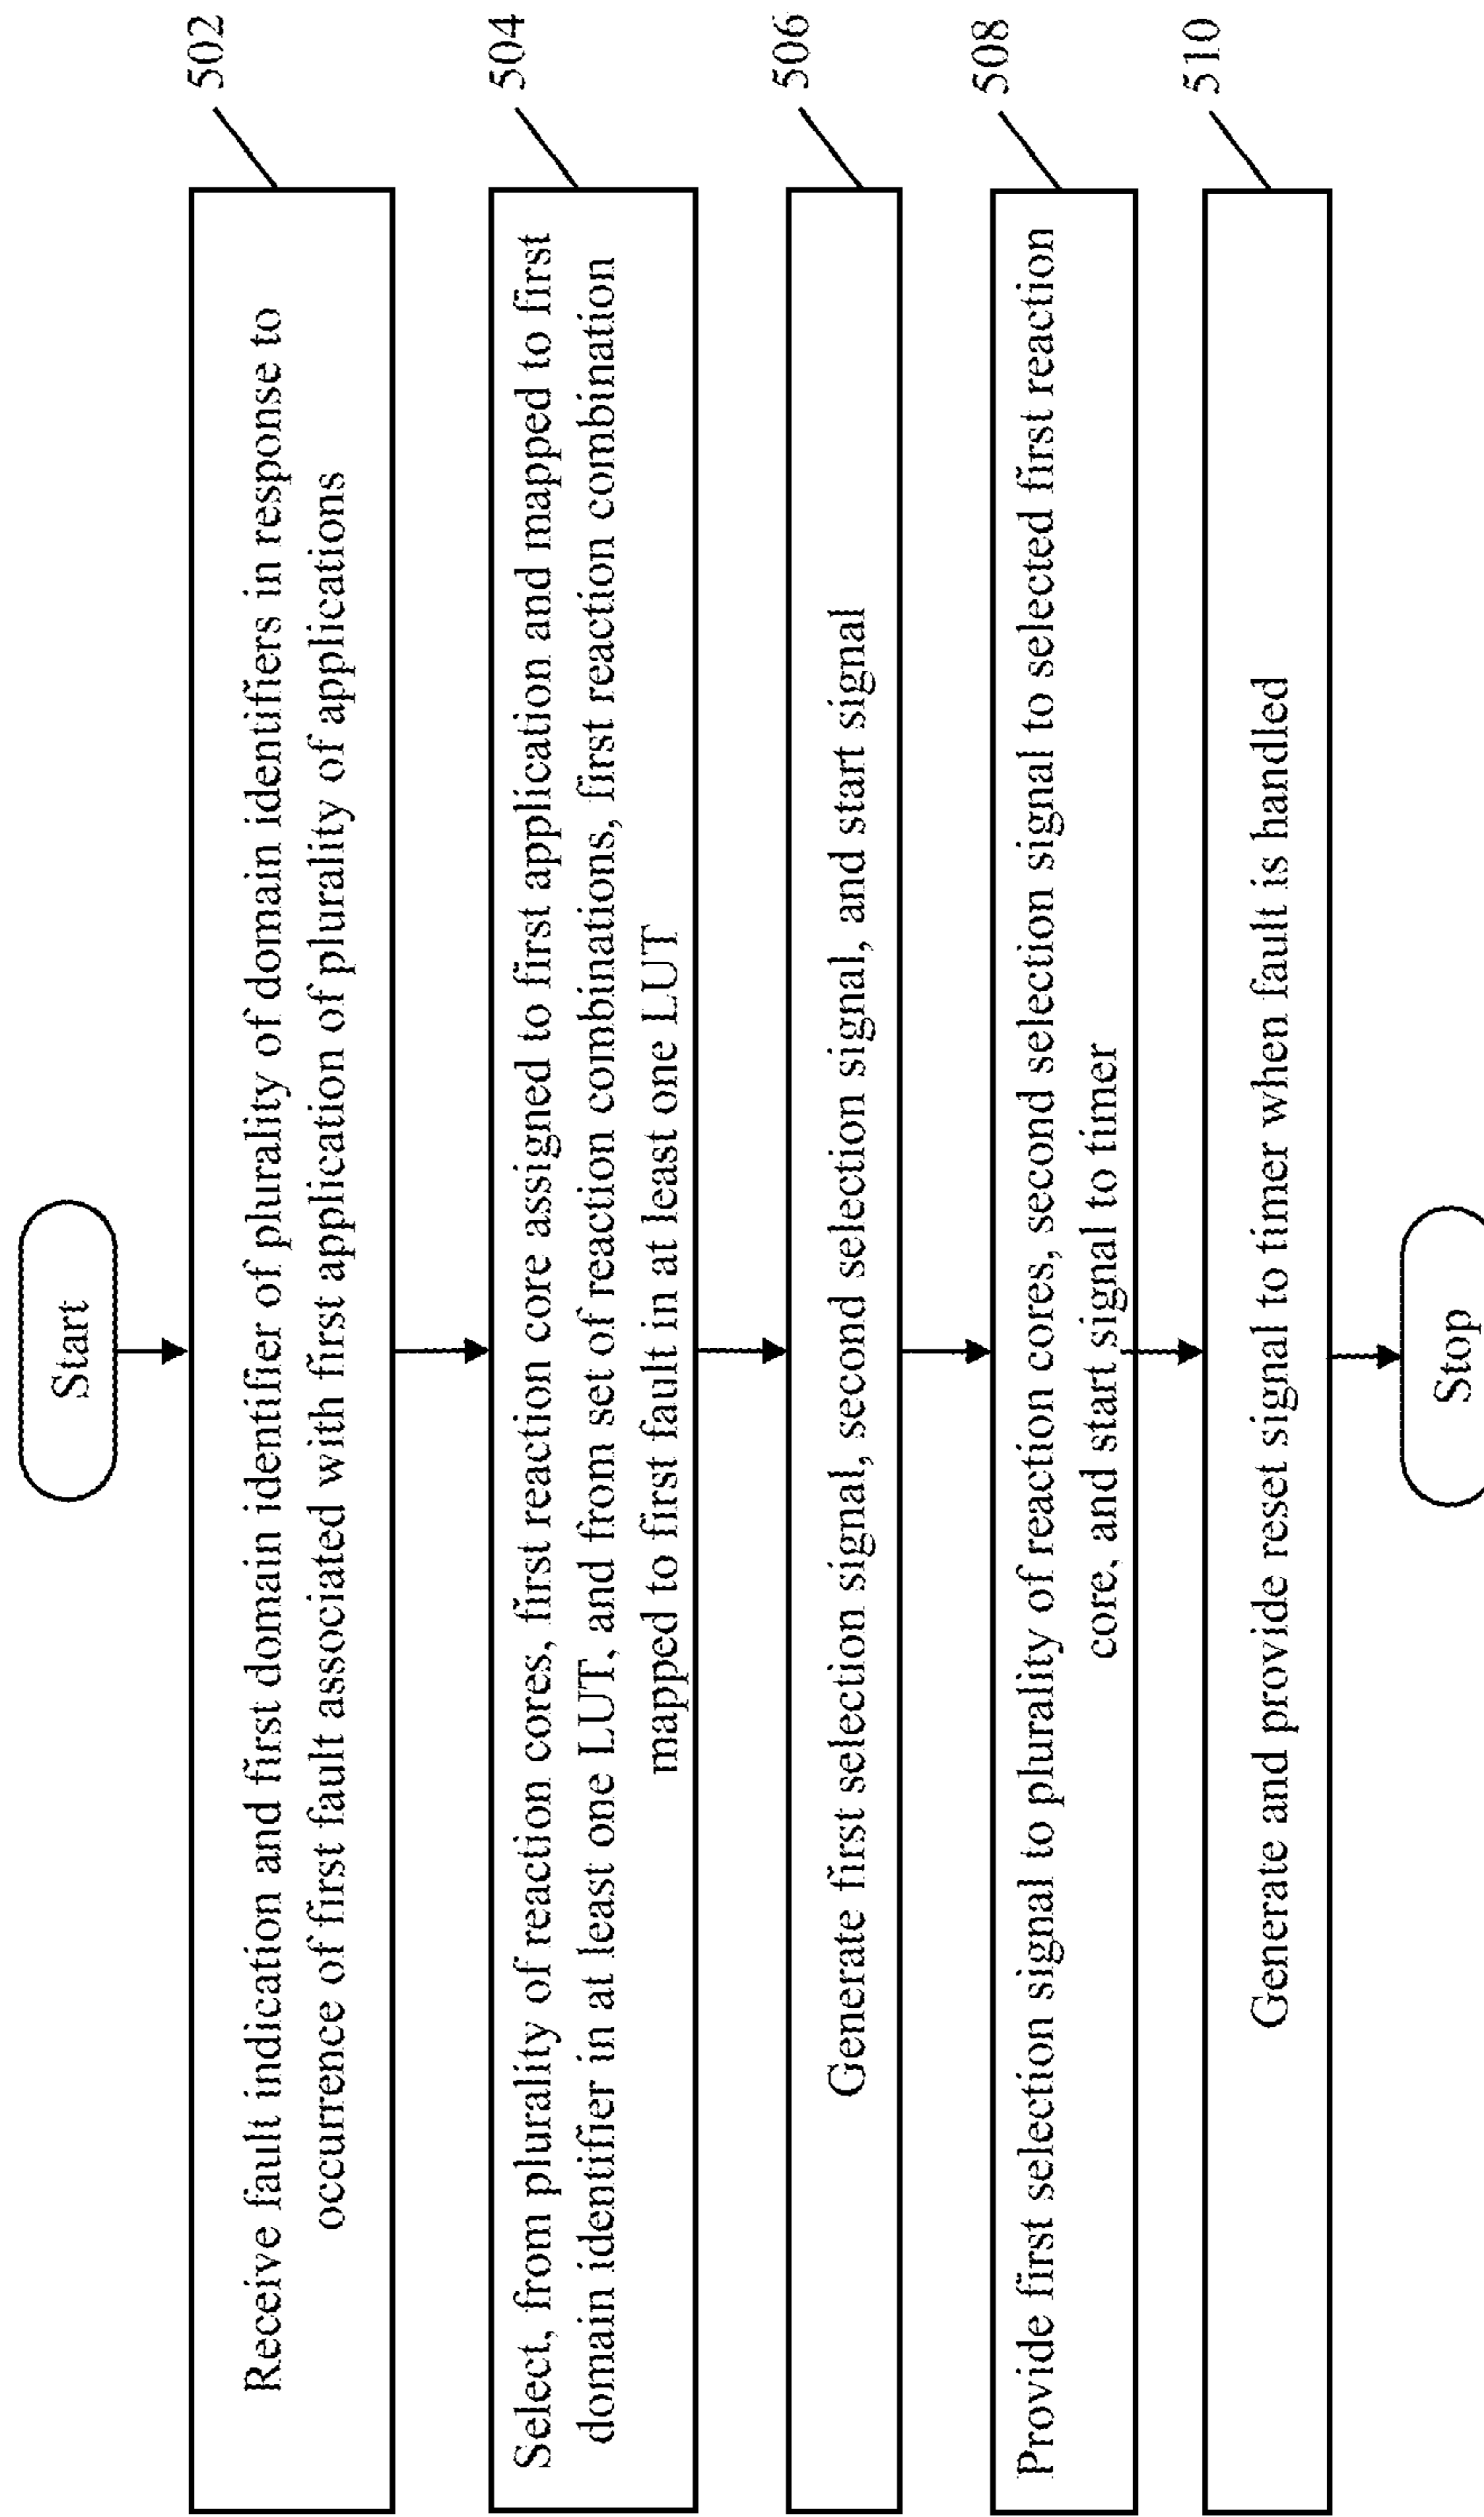 Start
502
Receive fault indication and first domain identifier of plurality of domain identifiers in response to
occurrence of first fault associated with first application of plurality of applications
504
Select, from plurality of reaction cores, first reaction core assigned to first application and mapped to first
domain identifier in at least one LUT, and from set of reaction combinations, first reaction combination
mapped to first fault in at least one LUT
506
Generate first selection signal, second selection signal, and start signal
508
Provide first selection signal to plurality of reaction cores, second selection signal to selected first reaction
core, and start signal to timer
510
Generate and provide reset signal to timer when fault is handled
Stop